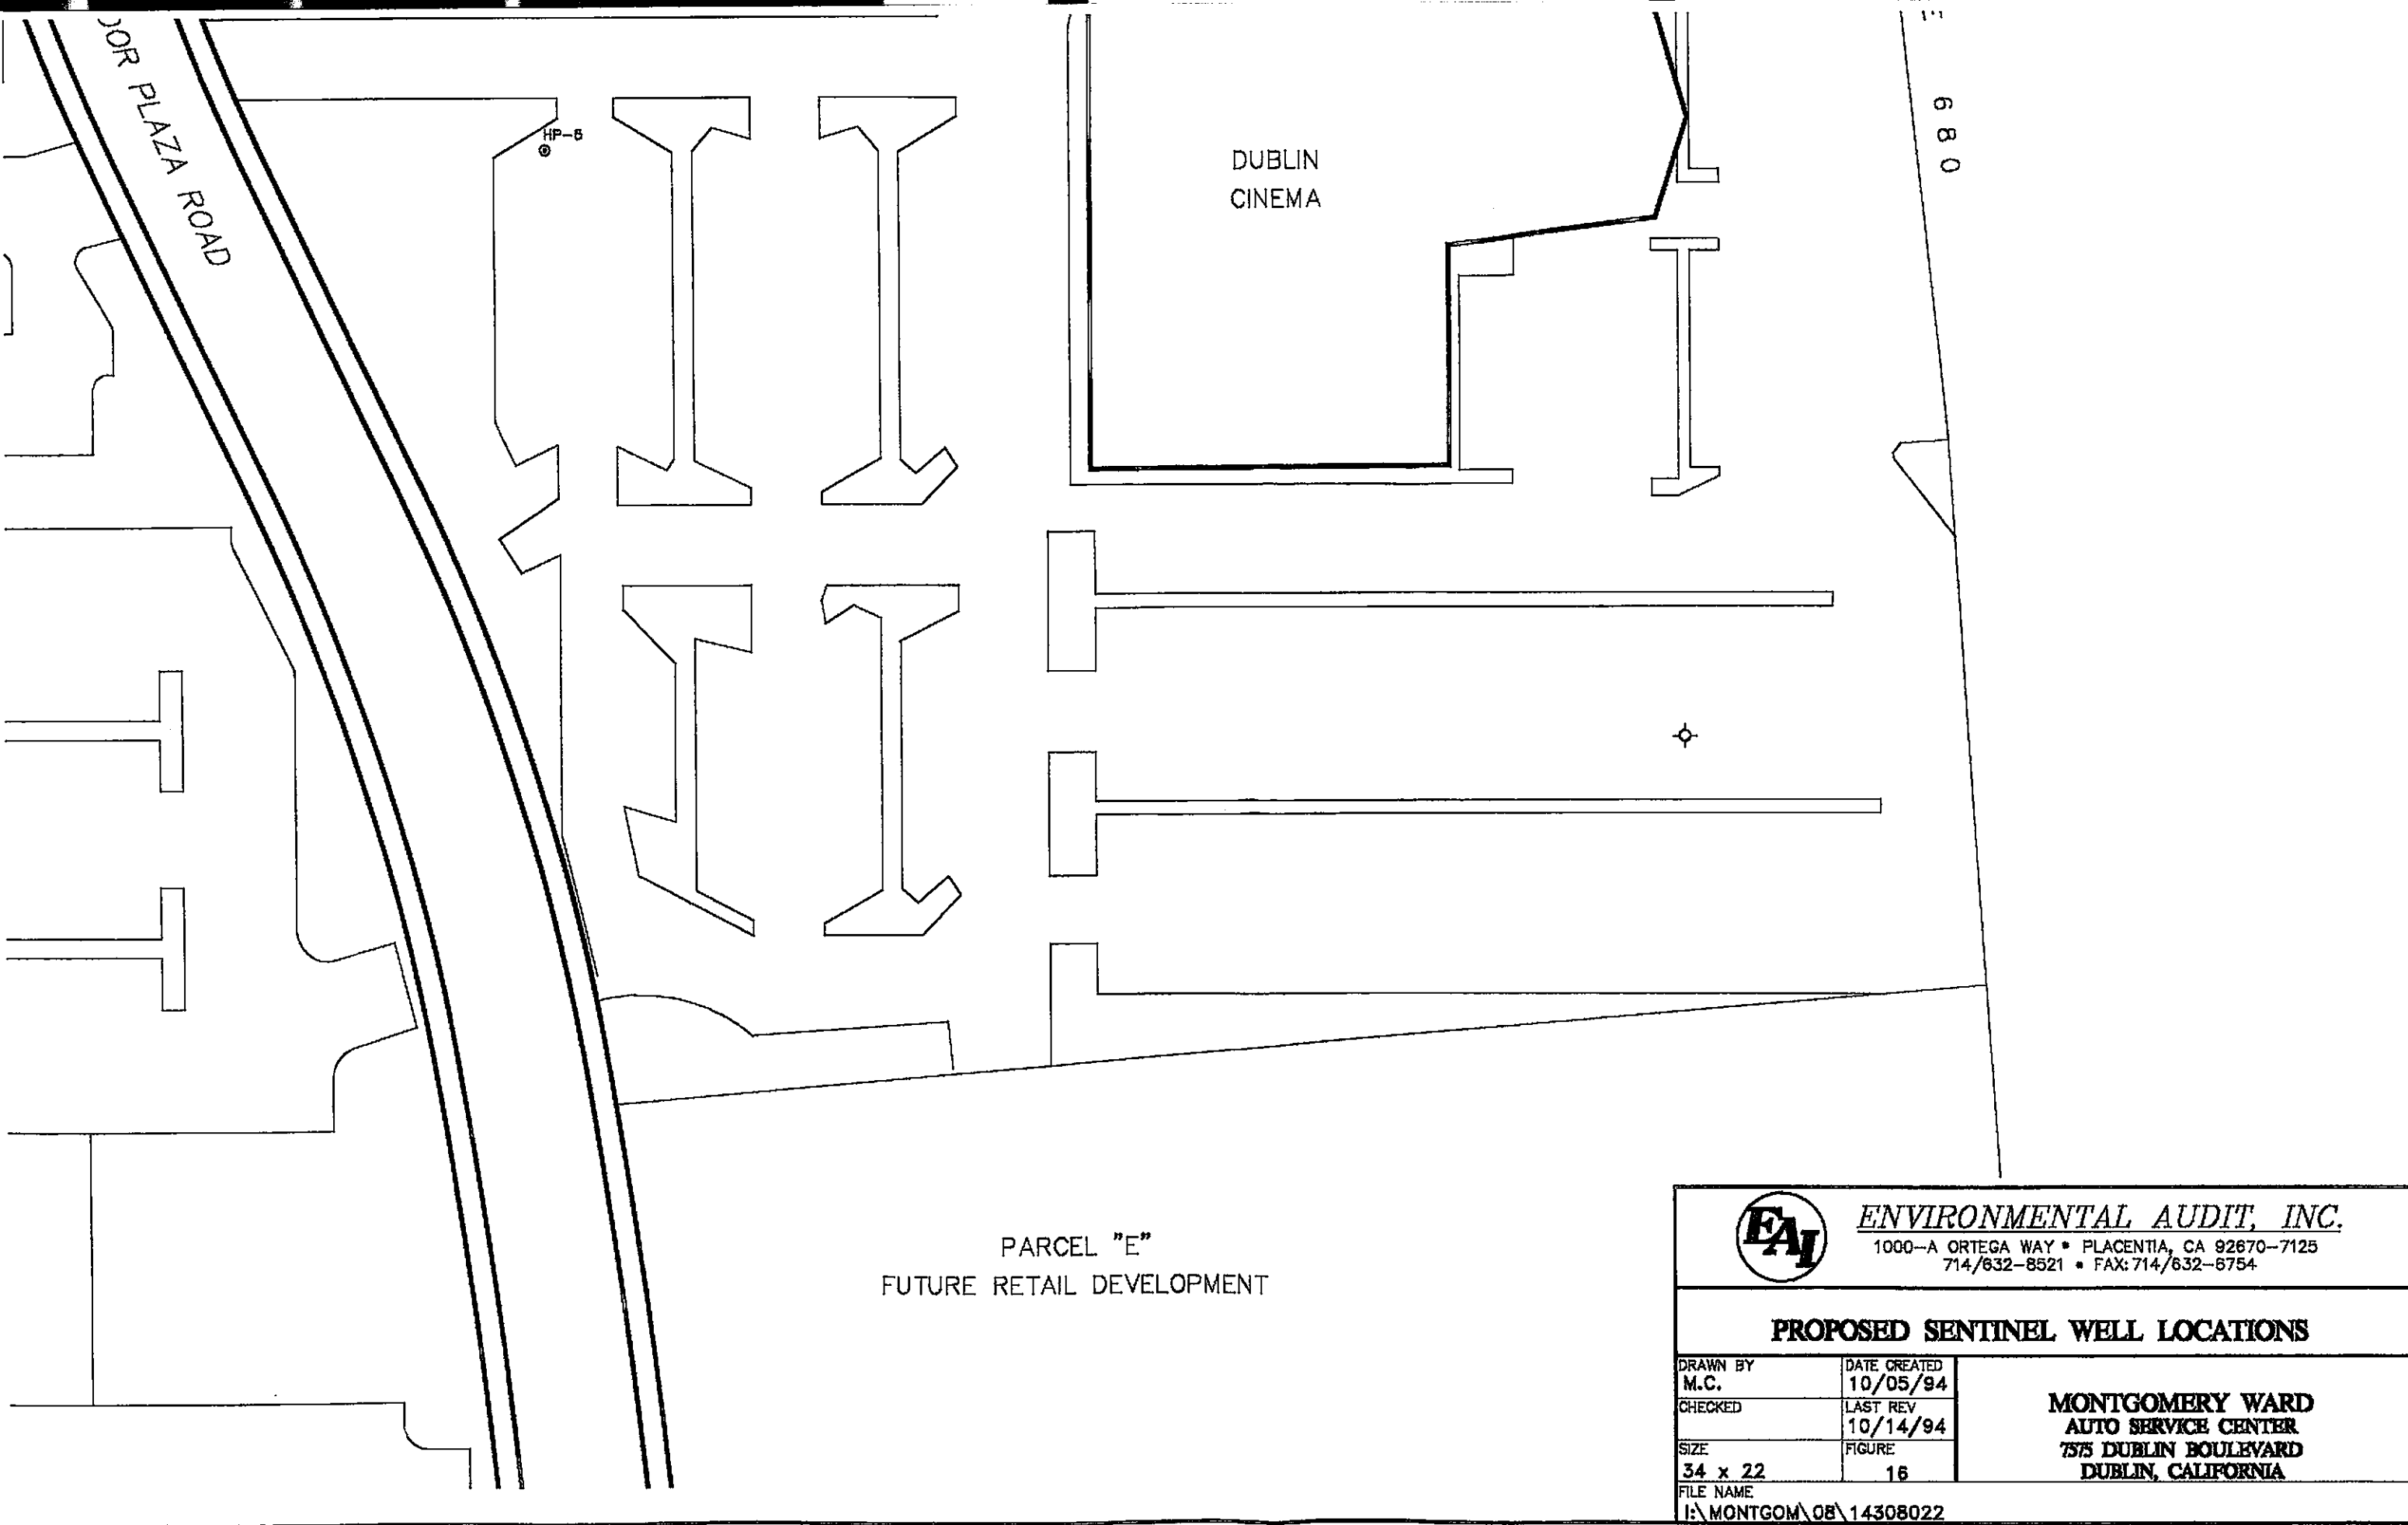 PLAZA ROAD
HP-6
DUBLIN
CINEMA
680
PARCEL "E"
FUTURE RETAIL DEVELOPMENT
EAI
ENVIRONMENTAL AUDIT, INC.
1000-A ORTEGA WAY • PLACENTIA, CA 92670-7125
714/632-8521 • FAX: 714/632-6754
PROPOSED SENTINEL WELL LOCATIONS
DRAWN BY
M.C.
DATE CREATED
10/05/94
CHECKED
LAST REV
10/14/94
SIZE
34 x 22
FIGURE
16
MONTGOMERY WARD
AUTO SERVICE CENTER
7575 DUBLIN BOULEVARD
DUBLIN, CALIFORNIA
FILE NAME
I:\MONTGOM\08\14308022